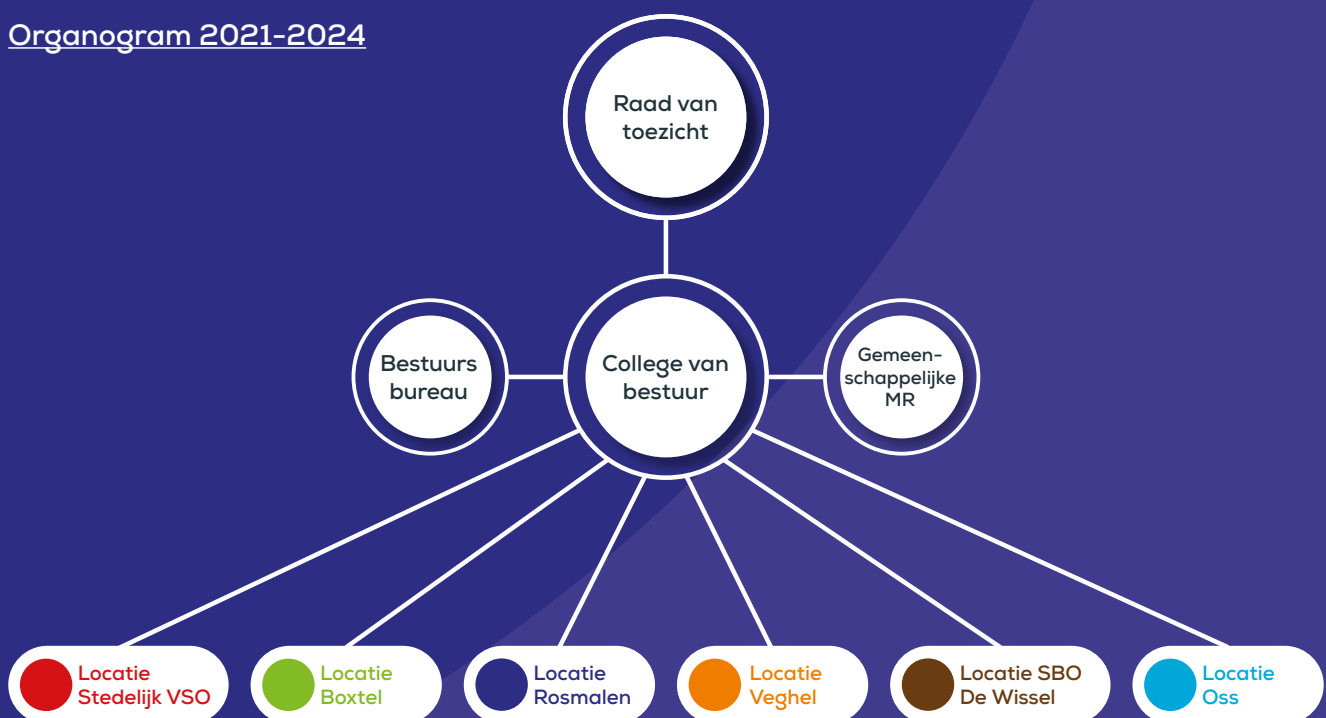 Organogram 2021-2024
Raad van
toezicht
Bestuurs
bureau
College van
bestuur
Gemeen-
schappelijke
MR
Locatie
Stedelijk VSO
Locatie
Boxtel
Locatie
Rosmalen
Locatie
Veghel
Locatie SBO
De Wissel
Locatie
Oss